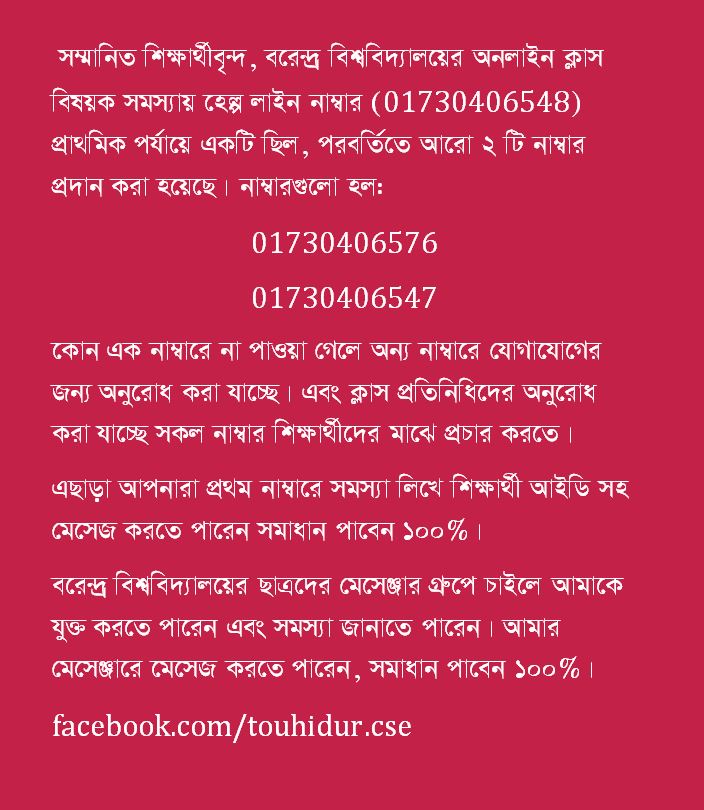 সম্মানিত শিক্ষার্থীবৃন্দ, বরেন্দ্র বিশ্ববিদ্যালয়ের অনলাইন ক্লাস
বিষয়ক সমস্যায় হেল্প লাইন নাম্বার (01730406548)
প্রাথমিক পর্যায়ে একটি ছিল, পরবর্তিতে আরো ২ টি নাম্বার
প্রদান করা হয়েছে। নাম্বারগুলো হল:
01730406576
01730406547
কোন এক নাম্বারে না পাওয়া গেলে অন্য নাম্বারে যোগাযোগের
জন্য অনুরোধ করা যাচ্ছে। এবং ক্লাস প্রতিনিধিদের অনুরোধ
করা যাচ্ছে সকল নাম্বার শিক্ষার্থীদের মাঝে প্রচার করতে।
এছাড়া আপনারা প্রথম নাম্বারে সমস্যা লিখে শিক্ষার্থী আইডি সহ
মেসেজ করতে পারেন সমাধান পাবেন ১০০%।
বরেন্দ্র বিশ্ববিদ্যালয়ের ছাত্রদের মেসেঞ্জার গ্রুপে চাইলে আমাকে
যুক্ত করতে পারেন এবং সমস্যা জানাতে পারেন। আমার
মেসেঞ্জারে মেসেজ করতে পারেন, সমাধান পাবেন ১০০%।
facebook.com/touhidur.cse